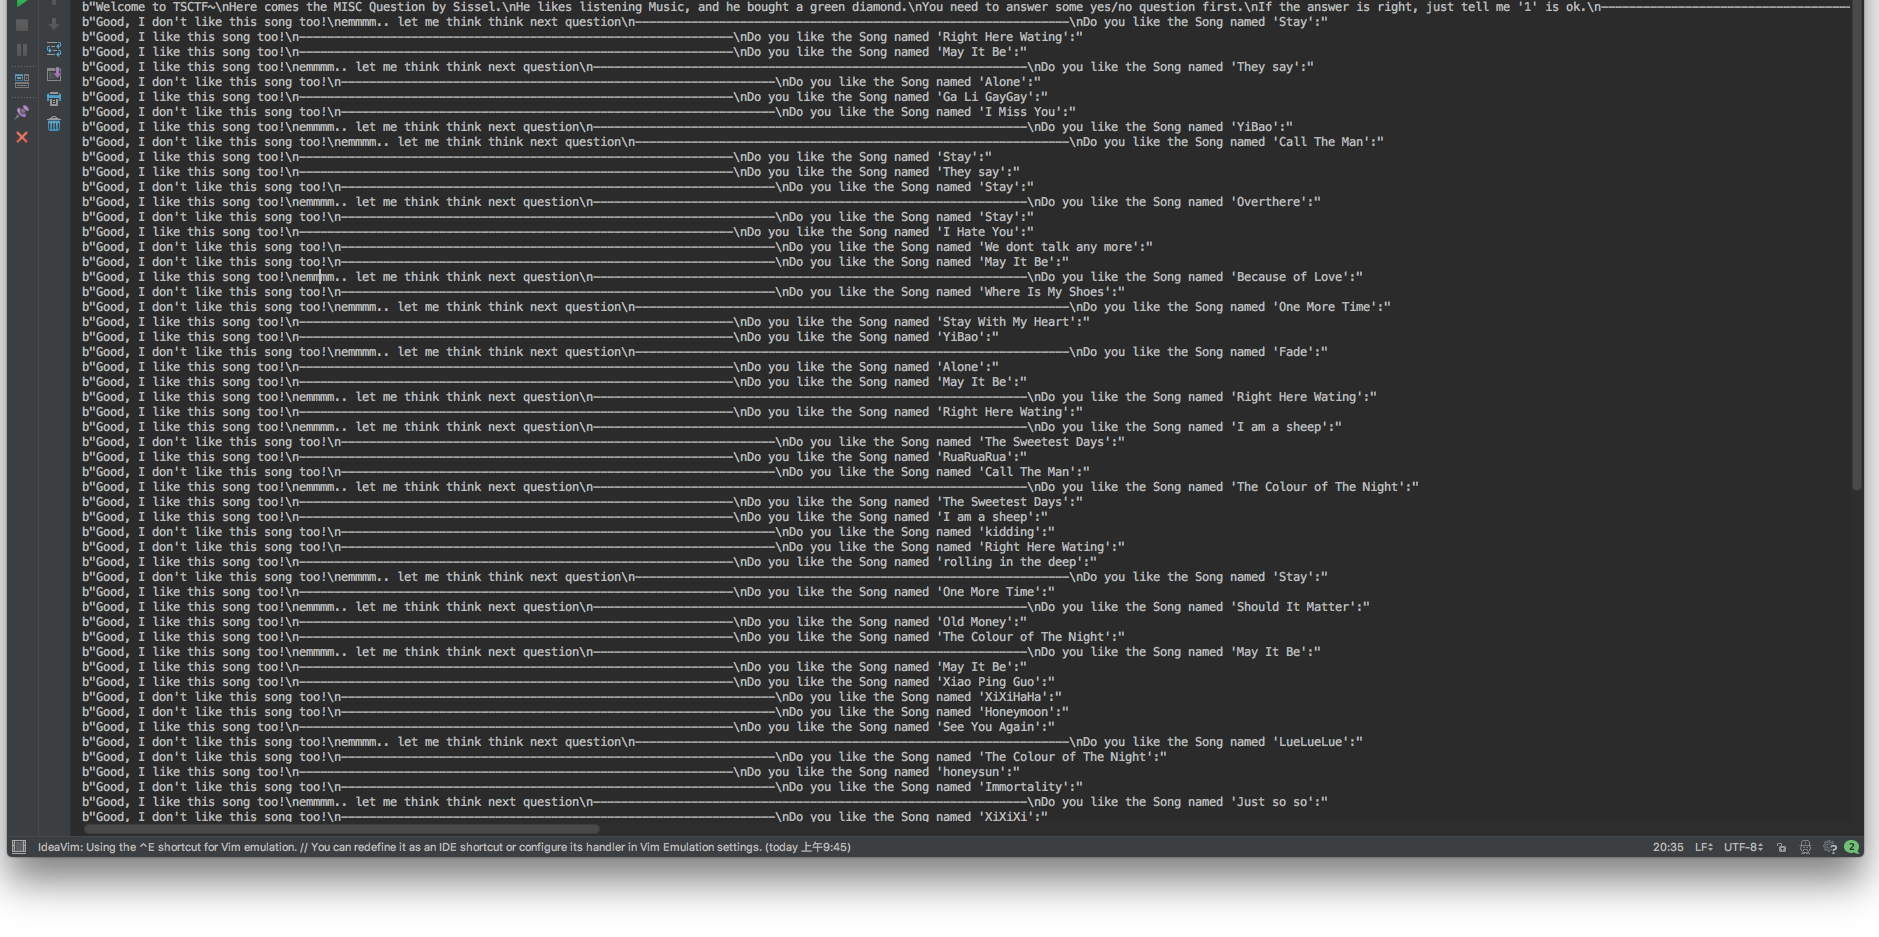 b"Welcome to TSCTF~\nHere comes the MISC Question by Sissel.\nHe likes listening Music, and he bought a green diamond.\nYou need to answer some yes/no question first.\nIf the answer is right, just tell me '1' is ok.\n——————————————————————————————
b"Good, I don't like this song too!\nemmmm.. let me think think next question\n——————————————————————————————\nDo you like the Song named 'Stay':"
b"Good, I like this song too!\n——————————————————————————————\nDo you like the Song named 'Right Here Wating':"
b"Good, I like this song too!\n——————————————————————————————\nDo you like the Song named 'May It Be':"
b"Good, I like this song too!\nemmmm.. let me think think next question\n——————————————————————————————\nDo you like the Song named 'They say':"
b"Good, I don't like this song too!\n——————————————————————————————\nDo you like the Song named 'Alone':"
b"Good, I like this song too!\n——————————————————————————————\nDo you like the Song named 'Ga Li GayGay':"
b"Good, I don't like this song too!\n——————————————————————————————\nDo you like the Song named 'I Miss You':"
b"Good, I like this song too!\nemmmm.. let me think think next question\n——————————————————————————————\nDo you like the Song named 'YiBao':"
b"Good, I don't like this song too!\nemmmm.. let me think think next question\n——————————————————————————————\nDo you like the Song named 'Call The Man':"
b"Good, I like this song too!\n——————————————————————————————\nDo you like the Song named 'Stay':"
b"Good, I like this song too!\n——————————————————————————————\nDo you like the Song named 'They say':"
b"Good, I don't like this song too!\n——————————————————————————————\nDo you like the Song named 'Stay':"
b"Good, I like this song too!\nemmmm.. let me think think next question\n——————————————————————————————\nDo you like the Song named 'Overthere':"
b"Good, I don't like this song too!\n——————————————————————————————\nDo you like the Song named 'Stay':"
b"Good, I like this song too!\n——————————————————————————————\nDo you like the Song named 'I Hate You':"
b"Good, I don't like this song too!\n——————————————————————————————\nDo you like the Song named 'We dont talk any more':"
b"Good, I don't like this song too!\n——————————————————————————————\nDo you like the Song named 'May It Be':"
b"Good, I like this song too!\nemmmm.. let me think think next question\n——————————————————————————————\nDo you like the Song named 'Because of Love':"
b"Good, I don't like this song too!\n——————————————————————————————\nDo you like the Song named 'Where Is My Shoes':"
b"Good, I don't like this song too!\nemmmm.. let me think think next question\n——————————————————————————————\nDo you like the Song named 'One More Time':"
b"Good, I like this song too!\n——————————————————————————————\nDo you like the Song named 'Stay With My Heart':"
b"Good, I like this song too!\n——————————————————————————————\nDo you like the Song named 'YiBao':"
b"Good, I don't like this song too!\nemmmm.. let me think think next question\n——————————————————————————————\nDo you like the Song named 'Fade':"
b"Good, I like this song too!\n——————————————————————————————\nDo you like the Song named 'Alone':"
b"Good, I like this song too!\n——————————————————————————————\nDo you like the Song named 'May It Be':"
b"Good, I like this song too!\nemmmm.. let me think think next question\n——————————————————————————————\nDo you like the Song named 'Right Here Wating':"
b"Good, I like this song too!\n——————————————————————————————\nDo you like the Song named 'Right Here Wating':"
b"Good, I like this song too!\nemmmm.. let me think think next question\n——————————————————————————————\nDo you like the Song named 'I am a sheep':"
b"Good, I don't like this song too!\n——————————————————————————————\nDo you like the Song named 'The Sweetest Days':"
b"Good, I like this song too!\n——————————————————————————————\nDo you like the Song named 'RuaRuaRua':"
b"Good, I don't like this song too!\n——————————————————————————————\nDo you like the Song named 'Call The Man':"
b"Good, I like this song too!\nemmmm.. let me think think next question\n——————————————————————————————\nDo you like the Song named 'The Colour of The Night':"
b"Good, I like this song too!\n——————————————————————————————\nDo you like the Song named 'The Sweetest Days':"
b"Good, I like this song too!\n——————————————————————————————\nDo you like the Song named 'I am a sheep':"
b"Good, I don't like this song too!\n——————————————————————————————\nDo you like the Song named 'kidding':"
b"Good, I don't like this song too!\n——————————————————————————————\nDo you like the Song named 'Right Here Wating':"
b"Good, I like this song too!\n——————————————————————————————\nDo you like the Song named 'rolling in the deep':"
b"Good, I don't like this song too!\nemmmm.. let me think think next question\n——————————————————————————————\nDo you like the Song named 'Stay':"
b"Good, I like this song too!\n——————————————————————————————\nDo you like the Song named 'One More Time':"
b"Good, I like this song too!\nemmmm.. let me think think next question\n——————————————————————————————\nDo you like the Song named 'Should It Matter':"
b"Good, I like this song too!\n——————————————————————————————\nDo you like the Song named 'Old Money':"
b"Good, I like this song too!\n——————————————————————————————\nDo you like the Song named 'The Colour of The Night':"
b"Good, I like this song too!\nemmmm.. let me think think next question\n——————————————————————————————\nDo you like the Song named 'May It Be':"
b"Good, I like this song too!\n——————————————————————————————\nDo you like the Song named 'May It Be':"
b"Good, I like this song too!\n——————————————————————————————\nDo you like the Song named 'Xiao Ping Guo':"
b"Good, I don't like this song too!\n——————————————————————————————\nDo you like the Song named 'XiXiHaHa':"
b"Good, I don't like this song too!\n——————————————————————————————\nDo you like the Song named 'Honeymoon':"
b"Good, I like this song too!\n——————————————————————————————\nDo you like the Song named 'See You Again':"
b"Good, I don't like this song too!\nemmmm.. let me think think next question\n——————————————————————————————\nDo you like the Song named 'LueLueLue':"
b"Good, I don't like this song too!\n——————————————————————————————\nDo you like the Song named 'The Colour of The Night':"
b"Good, I like this song too!\n——————————————————————————————\nDo you like the Song named 'honeysun':"
b"Good, I don't like this song too!\n——————————————————————————————\nDo you like the Song named 'Immortality':"
b"Good, I like this song too!\nemmmm.. let me think think next question\n——————————————————————————————\nDo you like the Song named 'Just so so':"
b"Good, I don't like this song too!\n——————————————————————————————\nDo you like the Song named 'XiXiXi':"
IdeaVim: Using the ^E shortcut for Vim emulation. // You can redefine it as an IDE shortcut or configure its handler in Vim Emulation settings. (today 上午9:45)
20:35 LF UTF-8 2